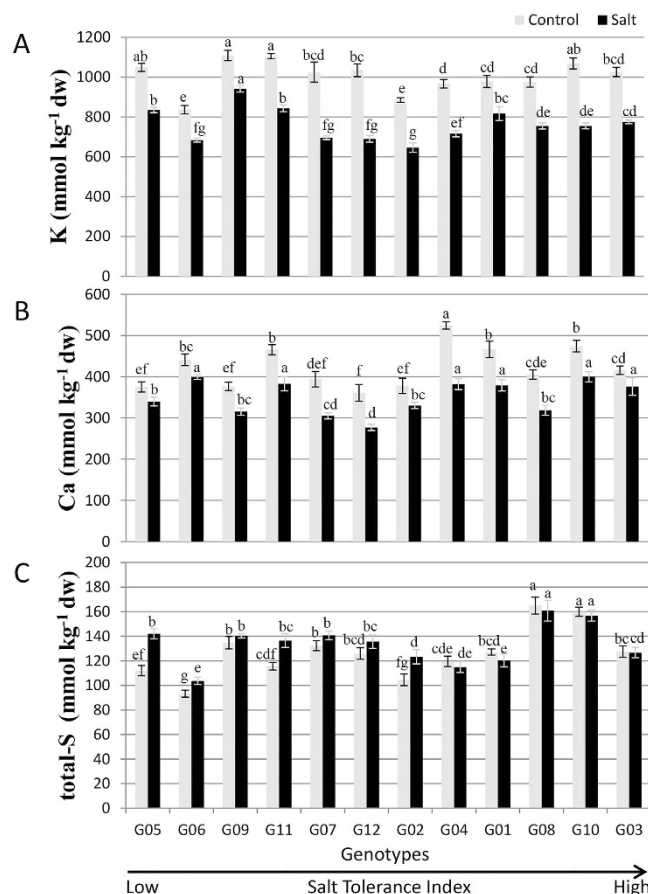 Control Salt
A
K (mmol kg⁻¹ dw)
1200
1000
800
600
400
200
0
ab e a a bcd bc e d cd cd ab bcd
b fg a b fg fg g ef bc de de cd
B
Ca (mmol kg⁻¹ dw)
600
500
400
300
200
100
0
ef bc ef b def f ef a b cde b cd
b a bc a cd d bc a a bc a a
C
total-S (mmol kg⁻¹ dw)
200
180
160
140
120
100
80
60
40
20
0
ef g b cdf b bcd fg cde bcd a a bc
b e b b b bc d de e a a cd
G05 G06 G09 G11 G07 G12 G02 G04 G01 G08 G10 G03
Genotypes
Low Salt Tolerance Index High